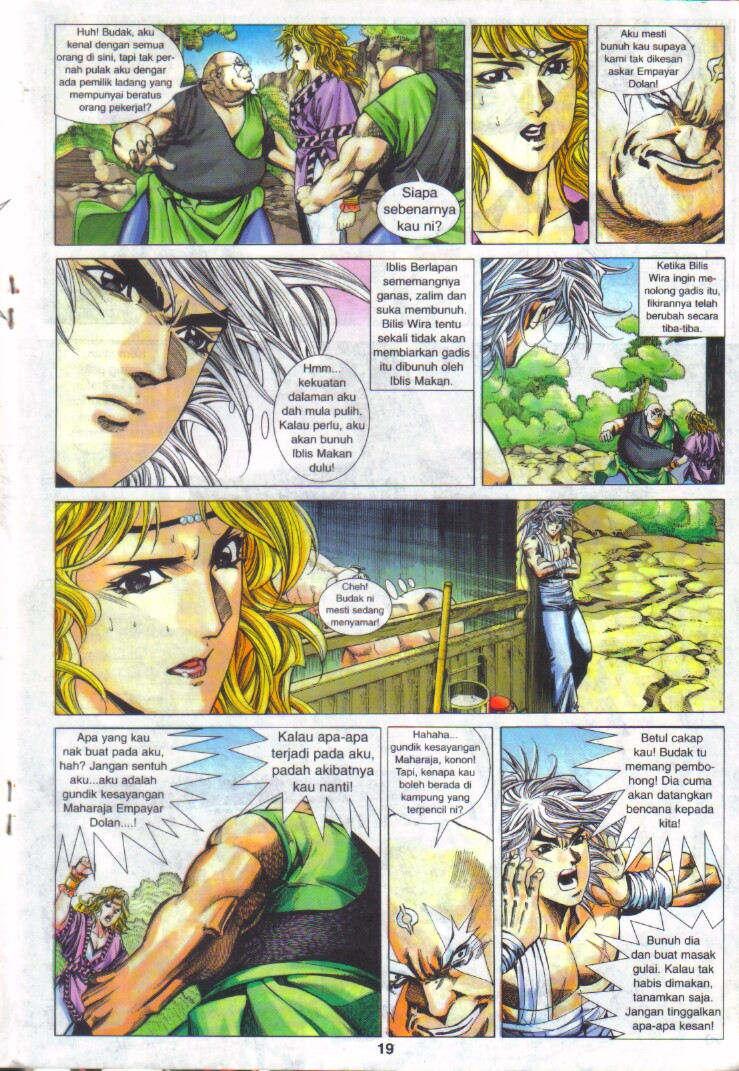 Huh! Budak, aku
kenal dengan semua
orang di sini, tapi tak per-
nah pulak aku dengar
ada pemilik ladang yang
mempunyai beratus
orang pekerja!?
Siapa
sebenarnya
kau ni?
Aku mesti
bunuh kau supaya
kami tak dikesan
askar Empayar
Dolan!
Iblis Berlapan
sememangnya
ganas, zalim dan
suka membunuh.
Bilis Wira tentu
sekali tidak akan
membiarkan gadis
itu dibunuh oleh
Iblis Makan.
Hmm...
kekuatan
dalaman aku
dah mula pulih.
Kalau perlu, aku
akan bunuh
Iblis Makan
dulu!
Ketika Bilis
Wira ingin me-
nolong gadis itu,
fikirannya telah
berubah secara
tiba-tiba.
Cheh!
Budak ni
mesti sedang
menyamar!
Apa yang kau
nak buat pada aku,
hah? Jangan sentuh
aku...aku adalah
gundik kesayangan
Maharaja Empayar
Dolan....!
Kalau apa-apa
terjadi pada aku,
padah akibatnya
kau nanti!
Hahaha...
gundik kesayangan
Maharaja, konon!
Tapi, kenapa kau
boleh berada di
kampung yang
terpencil ni?
Betul cakap
kau! Budak tu
memang pembo-
hong! Dia cuma
akan datangkan
bencana kepada
kita!
Bunuh dia
dan buat masak
gulai. Kalau tak
habis dimakan,
tanamkan saja.
Jangan tinggalkan
apa-apa kesan!
19